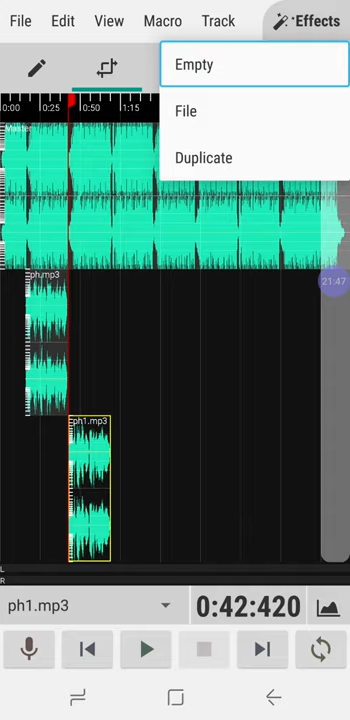 File Edit View Macro Track Effects
Empty
File
Duplicate
0:00 0:25 0:50 1:15
Master
ph.mp3
21:47
ph1.mp3
L
R
ph1.mp3 0:42:420